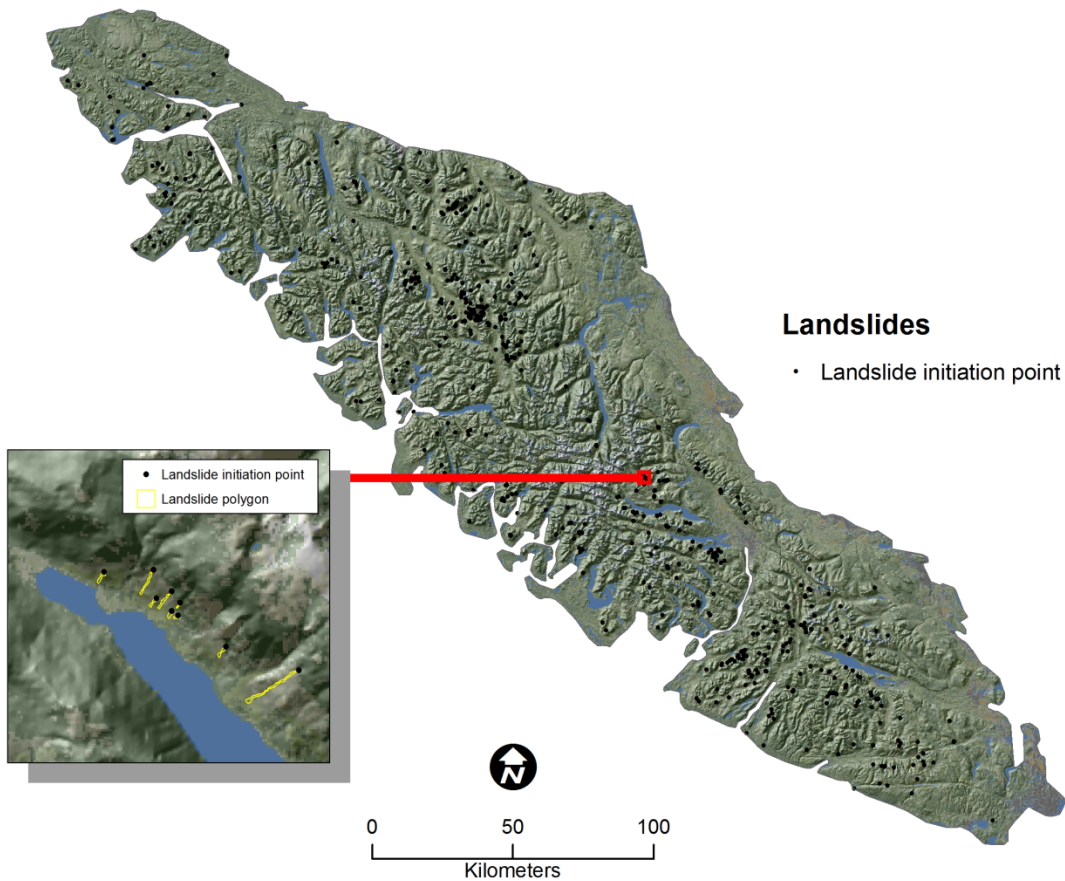 Landslides
Landslide initiation point
Landslide initiation point
Landslide polygon
N
0 50 100
Kilometers